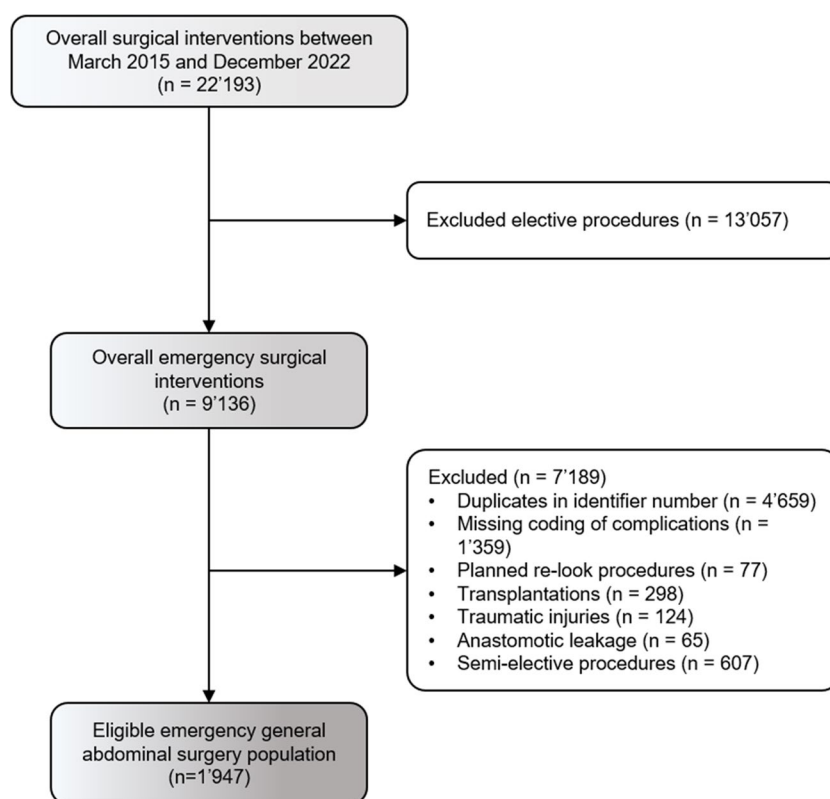 Overall surgical interventions between
March 2015 and December 2022
(n = 22’193)
Excluded elective procedures (n = 13’057)
Overall emergency surgical
interventions
(n = 9’136)
Excluded (n = 7’189)
• Duplicates in identifier number (n = 4’659)
• Missing coding of complications (n =
1’359)
• Planned re-look procedures (n = 77)
• Transplantations (n = 298)
• Traumatic injuries (n = 124)
• Anastomotic leakage (n = 65)
• Semi-elective procedures (n = 607)
Eligible emergency general
abdominal surgery population
(n=1’947)